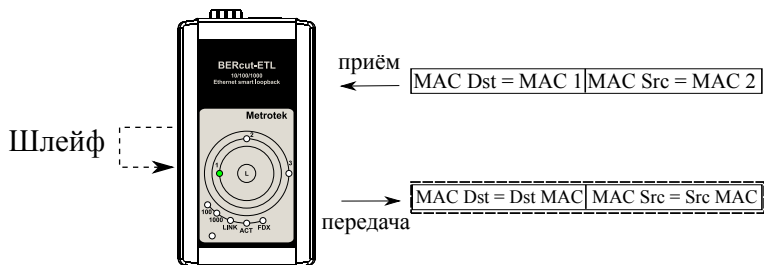 BERcut-ETL
10/100/1000
Ethernet smart loopback
Metrotek
2
1
3
L
100
1000
LINK
ACT
FDX
Шлейф
приём
MAC Dst = MAC 1 MAC Src = MAC 2
MAC Dst = Dst MAC MAC Src = Src MAC
передача